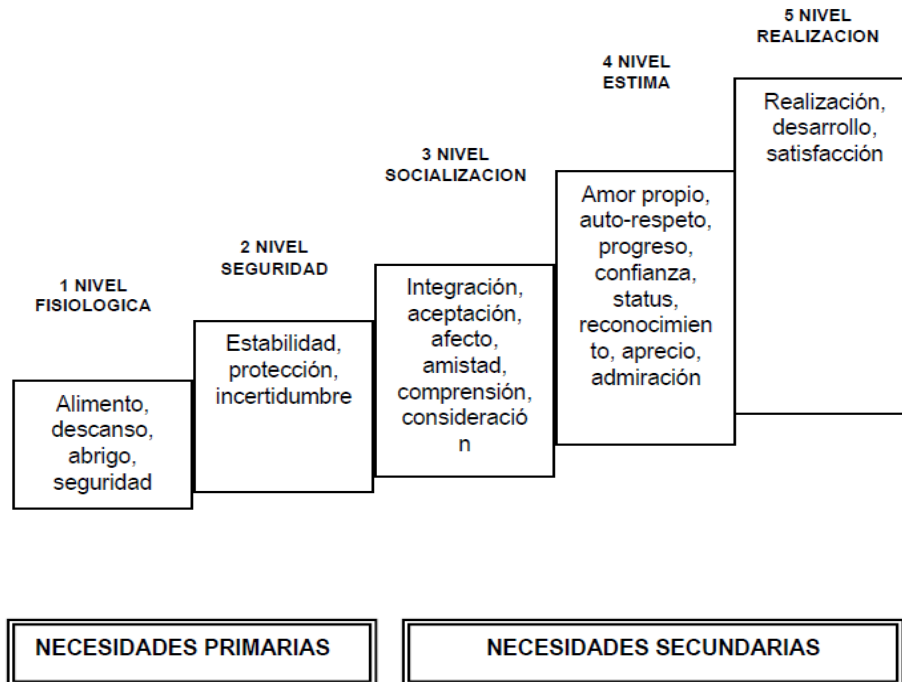 1 NIVEL
FISIOLOGICA
Alimento,
descanso,
abrigo,
seguridad
2 NIVEL
SEGURIDAD
Estabilidad,
protección,
incertidumbre
3 NIVEL
SOCIALIZACION
Integración,
aceptación,
afecto,
amistad,
comprensión,
consideració
n
4 NIVEL
ESTIMA
Amor propio,
auto-respeto,
progreso,
confianza,
status,
reconocimien
to, aprecio,
admiración
5 NIVEL
REALIZACION
Realización,
desarrollo,
satisfacción
NECESIDADES PRIMARIAS
NECESIDADES SECUNDARIAS